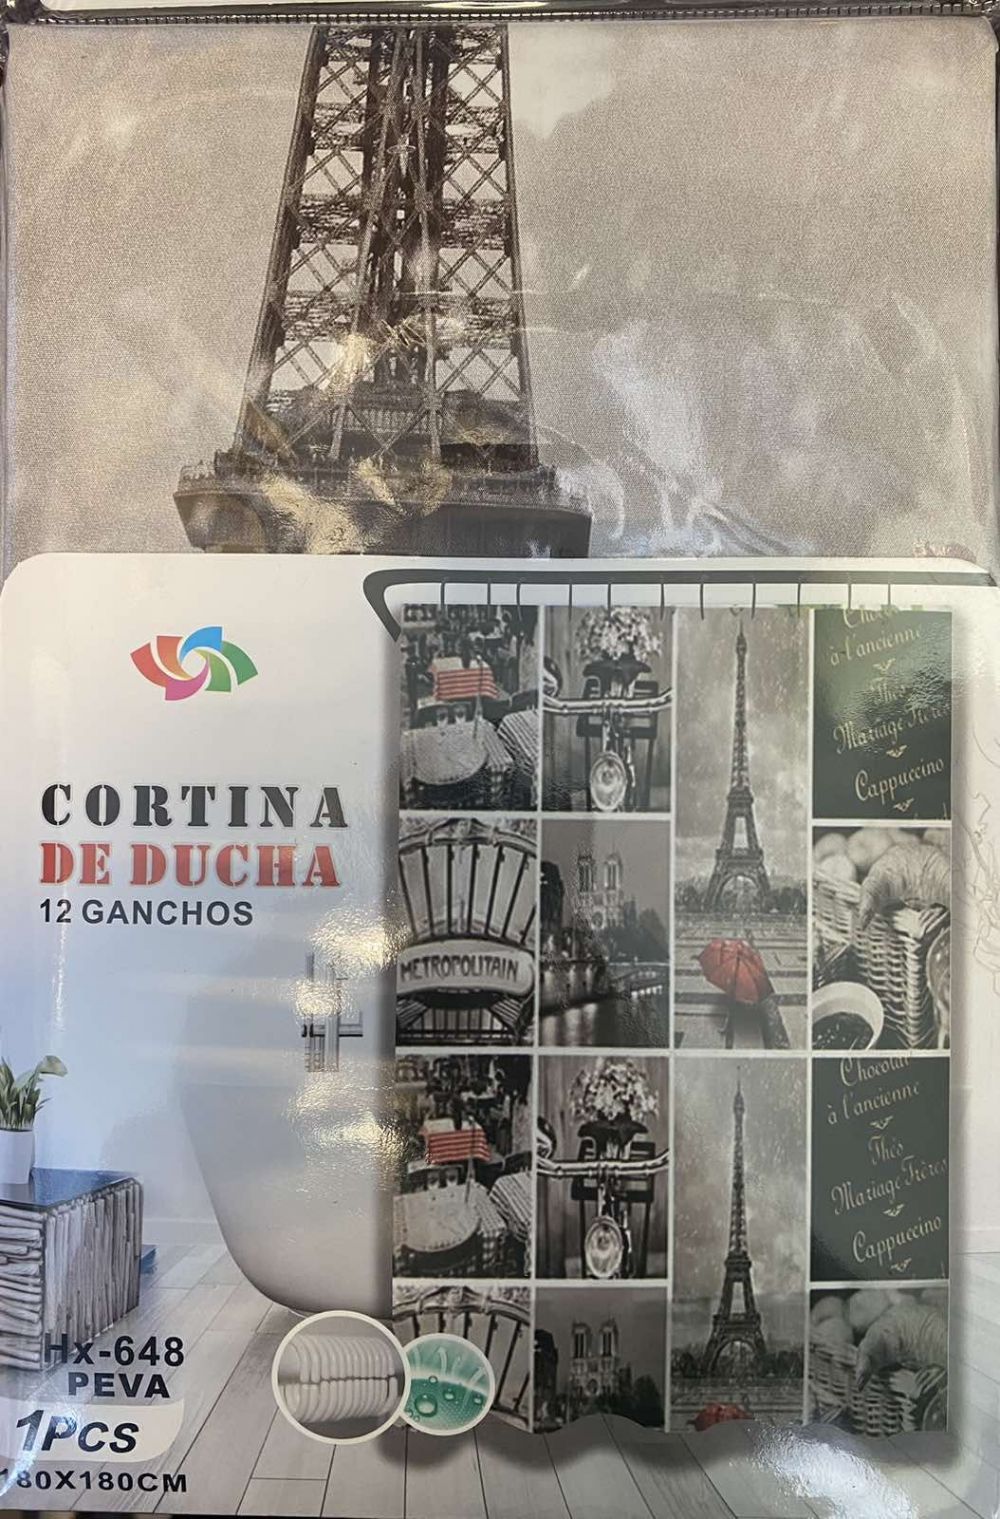 CORTINA
DE DUCHA
12 GANCHOS
à l'ancienne
Thés
Mariage Frères
Cappuccino
METROPOLITAIN
Chocolat
à l'ancienne
Thés
Mariage Frères
Cappuccino
Hx-648
PEVA
1PCS
180X180CM